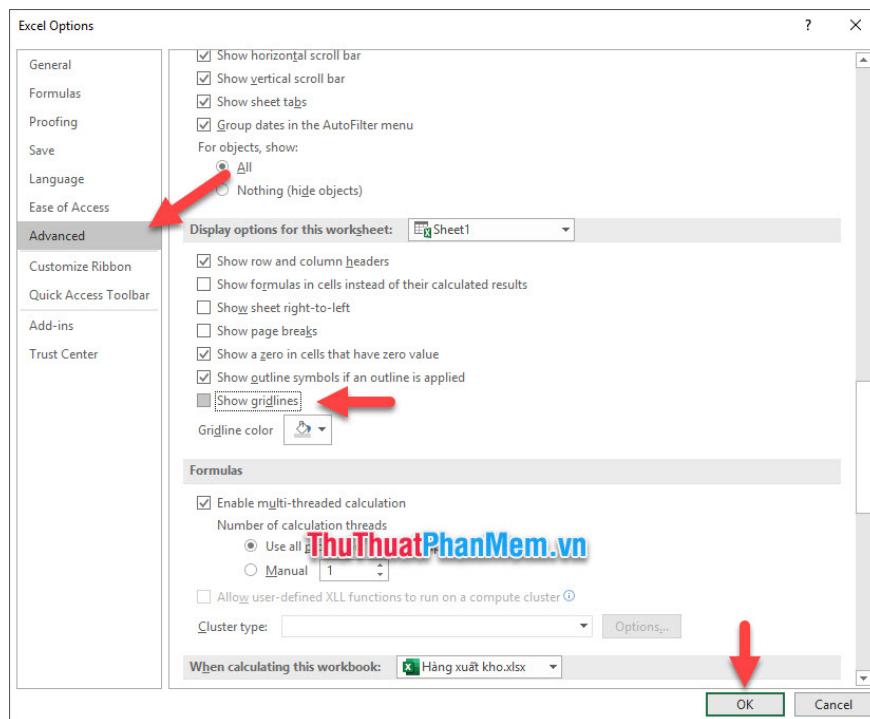 Excel Options
?
General
Formulas
Proofing
Save
Language
Ease of Access
Advanced
Customize Ribbon
Quick Access Toolbar
Add-ins
Trust Center
Show horizontal scroll bar
Show vertical scroll bar
Show sheet tabs
Group dates in the AutoFilter menu
For objects, show:
All
Nothing (hide objects)
Display options for this worksheet: Sheet1
Show row and column headers
Show formulas in cells instead of their calculated results
Show sheet right-to-left
Show page breaks
Show a zero in cells that have zero value
Show outline symbols if an outline is applied
Show gridlines
Gridline color
Formulas
Enable multi-threaded calculation
Number of calculation threads
Use all
ThuThuatPhanMem.vn
Manual 1
Allow user-defined XLL functions to run on a compute cluster
Cluster type: Options...
When calculating this workbook: Hàng xuất kho.xlsx
OK Cancel